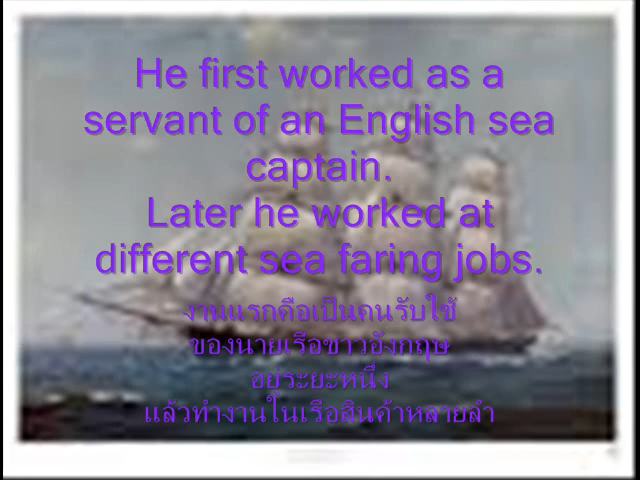 He first worked as a
servant of an English sea
captain.
Later he worked at
different sea faring jobs.
งานแรกคือเป็นคนรับใช้
ของนายเรือชาวอังกฤษ
อยู่ระยะหนึ่ง
แล้วทำงานในเรือสินค้าหลายลำ